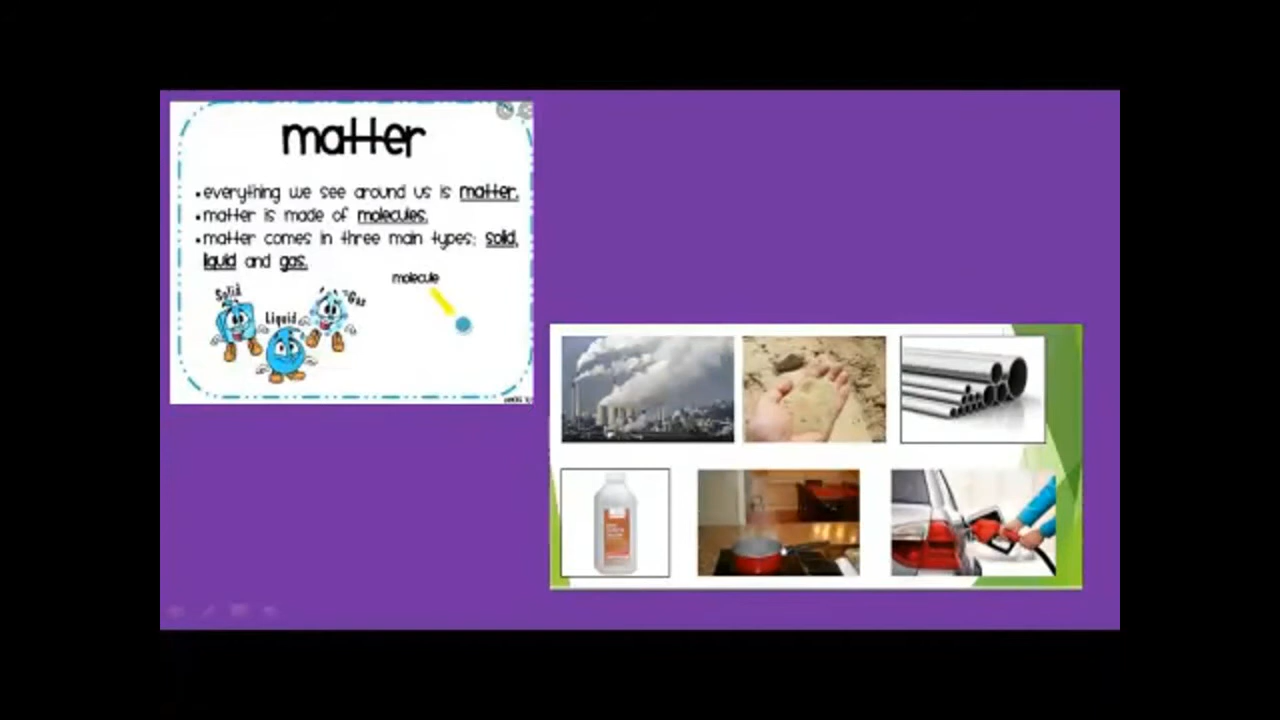 matter
•everything we see around us is matter.
•matter is made of molecules.
•matter comes in three main types: solid,
liquid and gas.
molecule
Solid
Liquid
Gas